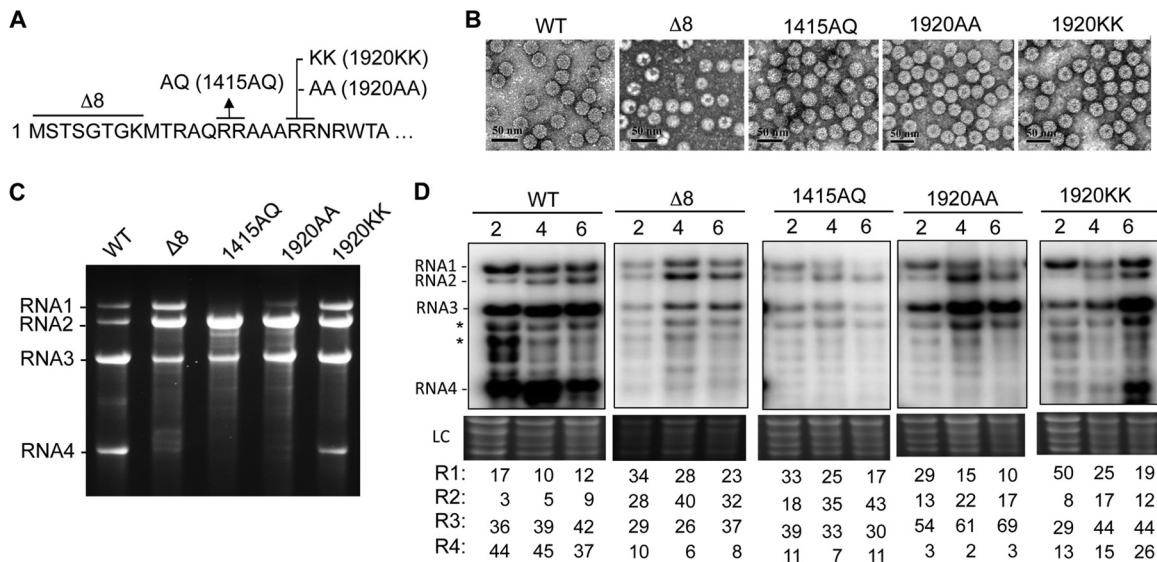 A
KK (1920KK)
AQ (1415AQ)
AA (1920AA)
Δ8
1 MSTSGTGKMTRAQRRAAARRNRWTA ...
B
WT Δ8 1415AQ 1920AA 1920KK
50 nm 50 nm 50 nm 50 nm 50 nm
C
WT Δ8 1415AQ 1920AA 1920KK
RNA1
RNA2
RNA3
RNA4
D
WT Δ8 1415AQ 1920AA 1920KK
2 4 6 2 4 6 2 4 6 2 4 6 2 4 6
RNA1
RNA2
RNA3
*
*
RNA4
LC
R1: 17 10 12 34 28 23 33 25 17 29 15 10 50 25 19
R2: 3 5 9 28 40 32 18 35 43 13 22 17 8 17 12
R3: 36 39 42 29 26 37 39 33 30 54 61 69 29 44 44
R4: 44 45 37 10 6 8 11 7 11 3 2 3 13 15 26